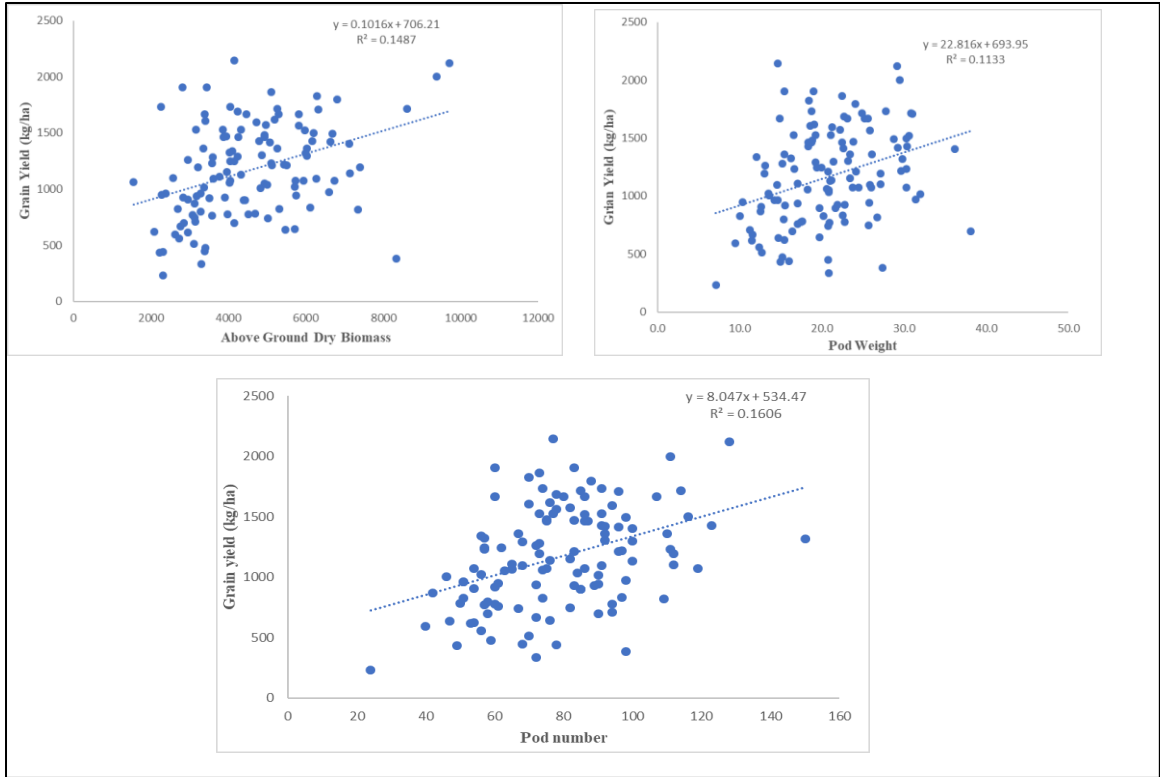 y = 0.1016x + 706.21
R² = 0.1487
Grain Yield (kg/ha)
2500
2000
1500
1000
500
0
0 2000 4000 6000 8000 10000 12000
Above Ground Dry Biomass
y = 22.816x + 693.95
R² = 0.1133
Grian Yield (kg/ha)
2500
2000
1500
1000
500
0
0.0 10.0 20.0 30.0 40.0 50.0
Pod Weight
y = 8.047x + 534.47
R² = 0.1606
Grain yield (kg/ha)
2500
2000
1500
1000
500
0
0 20 40 60 80 100 120 140 160
Pod number